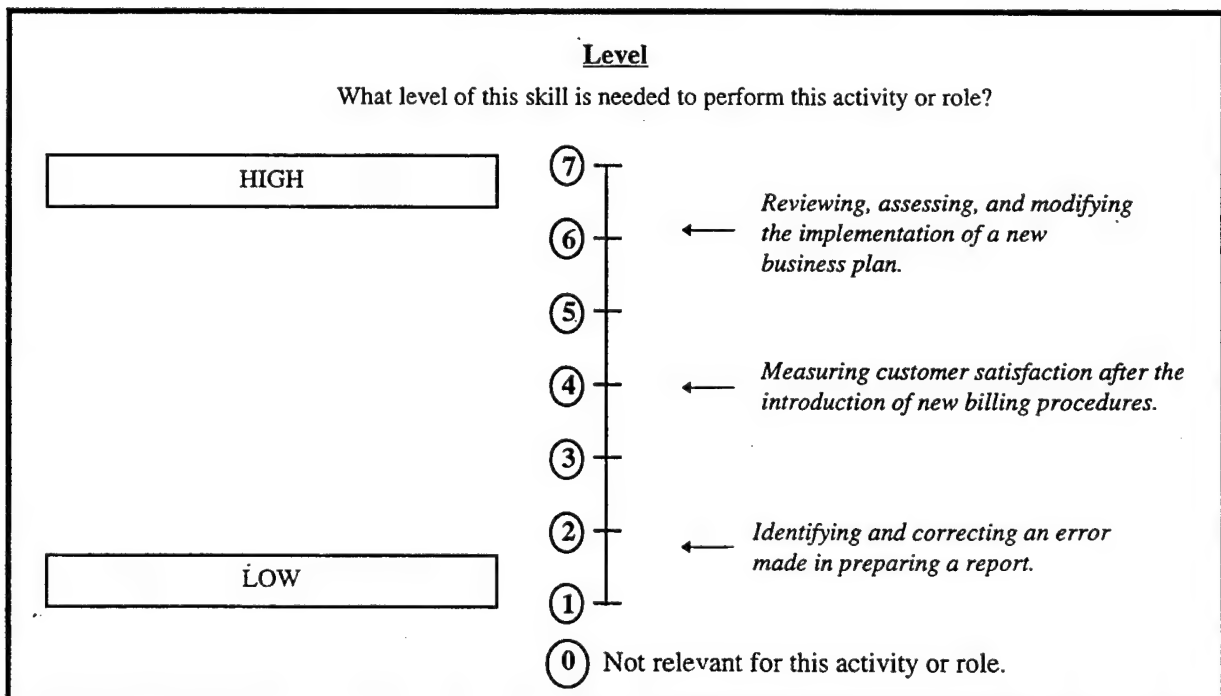 Level
What level of this skill is needed to perform this activity or role?
HIGH
7
Reviewing, assessing, and modifying
6
the implementation of a new
business plan.
5
4
Measuring customer satisfaction after the
introduction of new billing procedures.
3
2
Identifying and correcting an error
made in preparing a report.
LOW
1
0 Not relevant for this activity or role.